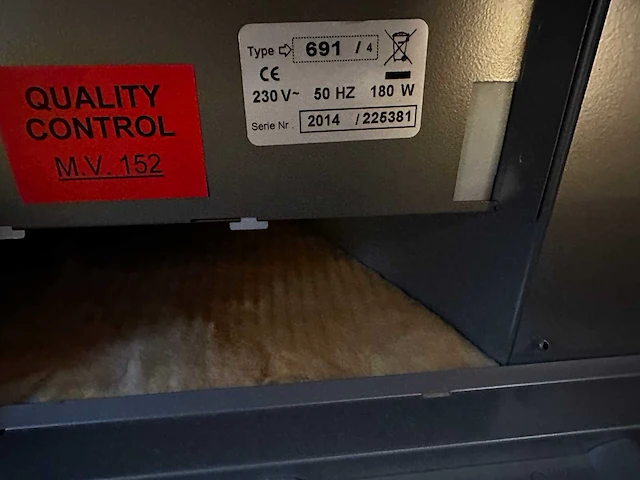 QUALITY
CONTROL
M.V. 152
Type 691 / 4
CE
230 V~ 50 HZ 180 W
Serie Nr. 2014 / 225381